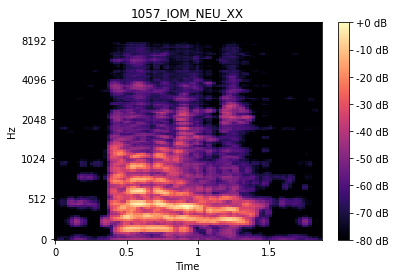 1057_IOM_NEU_XX
8192
4096
2048
1024
512
0
Hz
0
0.5
1
1.5
Time
+0 dB
-10 dB
-20 dB
-30 dB
-40 dB
-50 dB
-60 dB
-70 dB
-80 dB